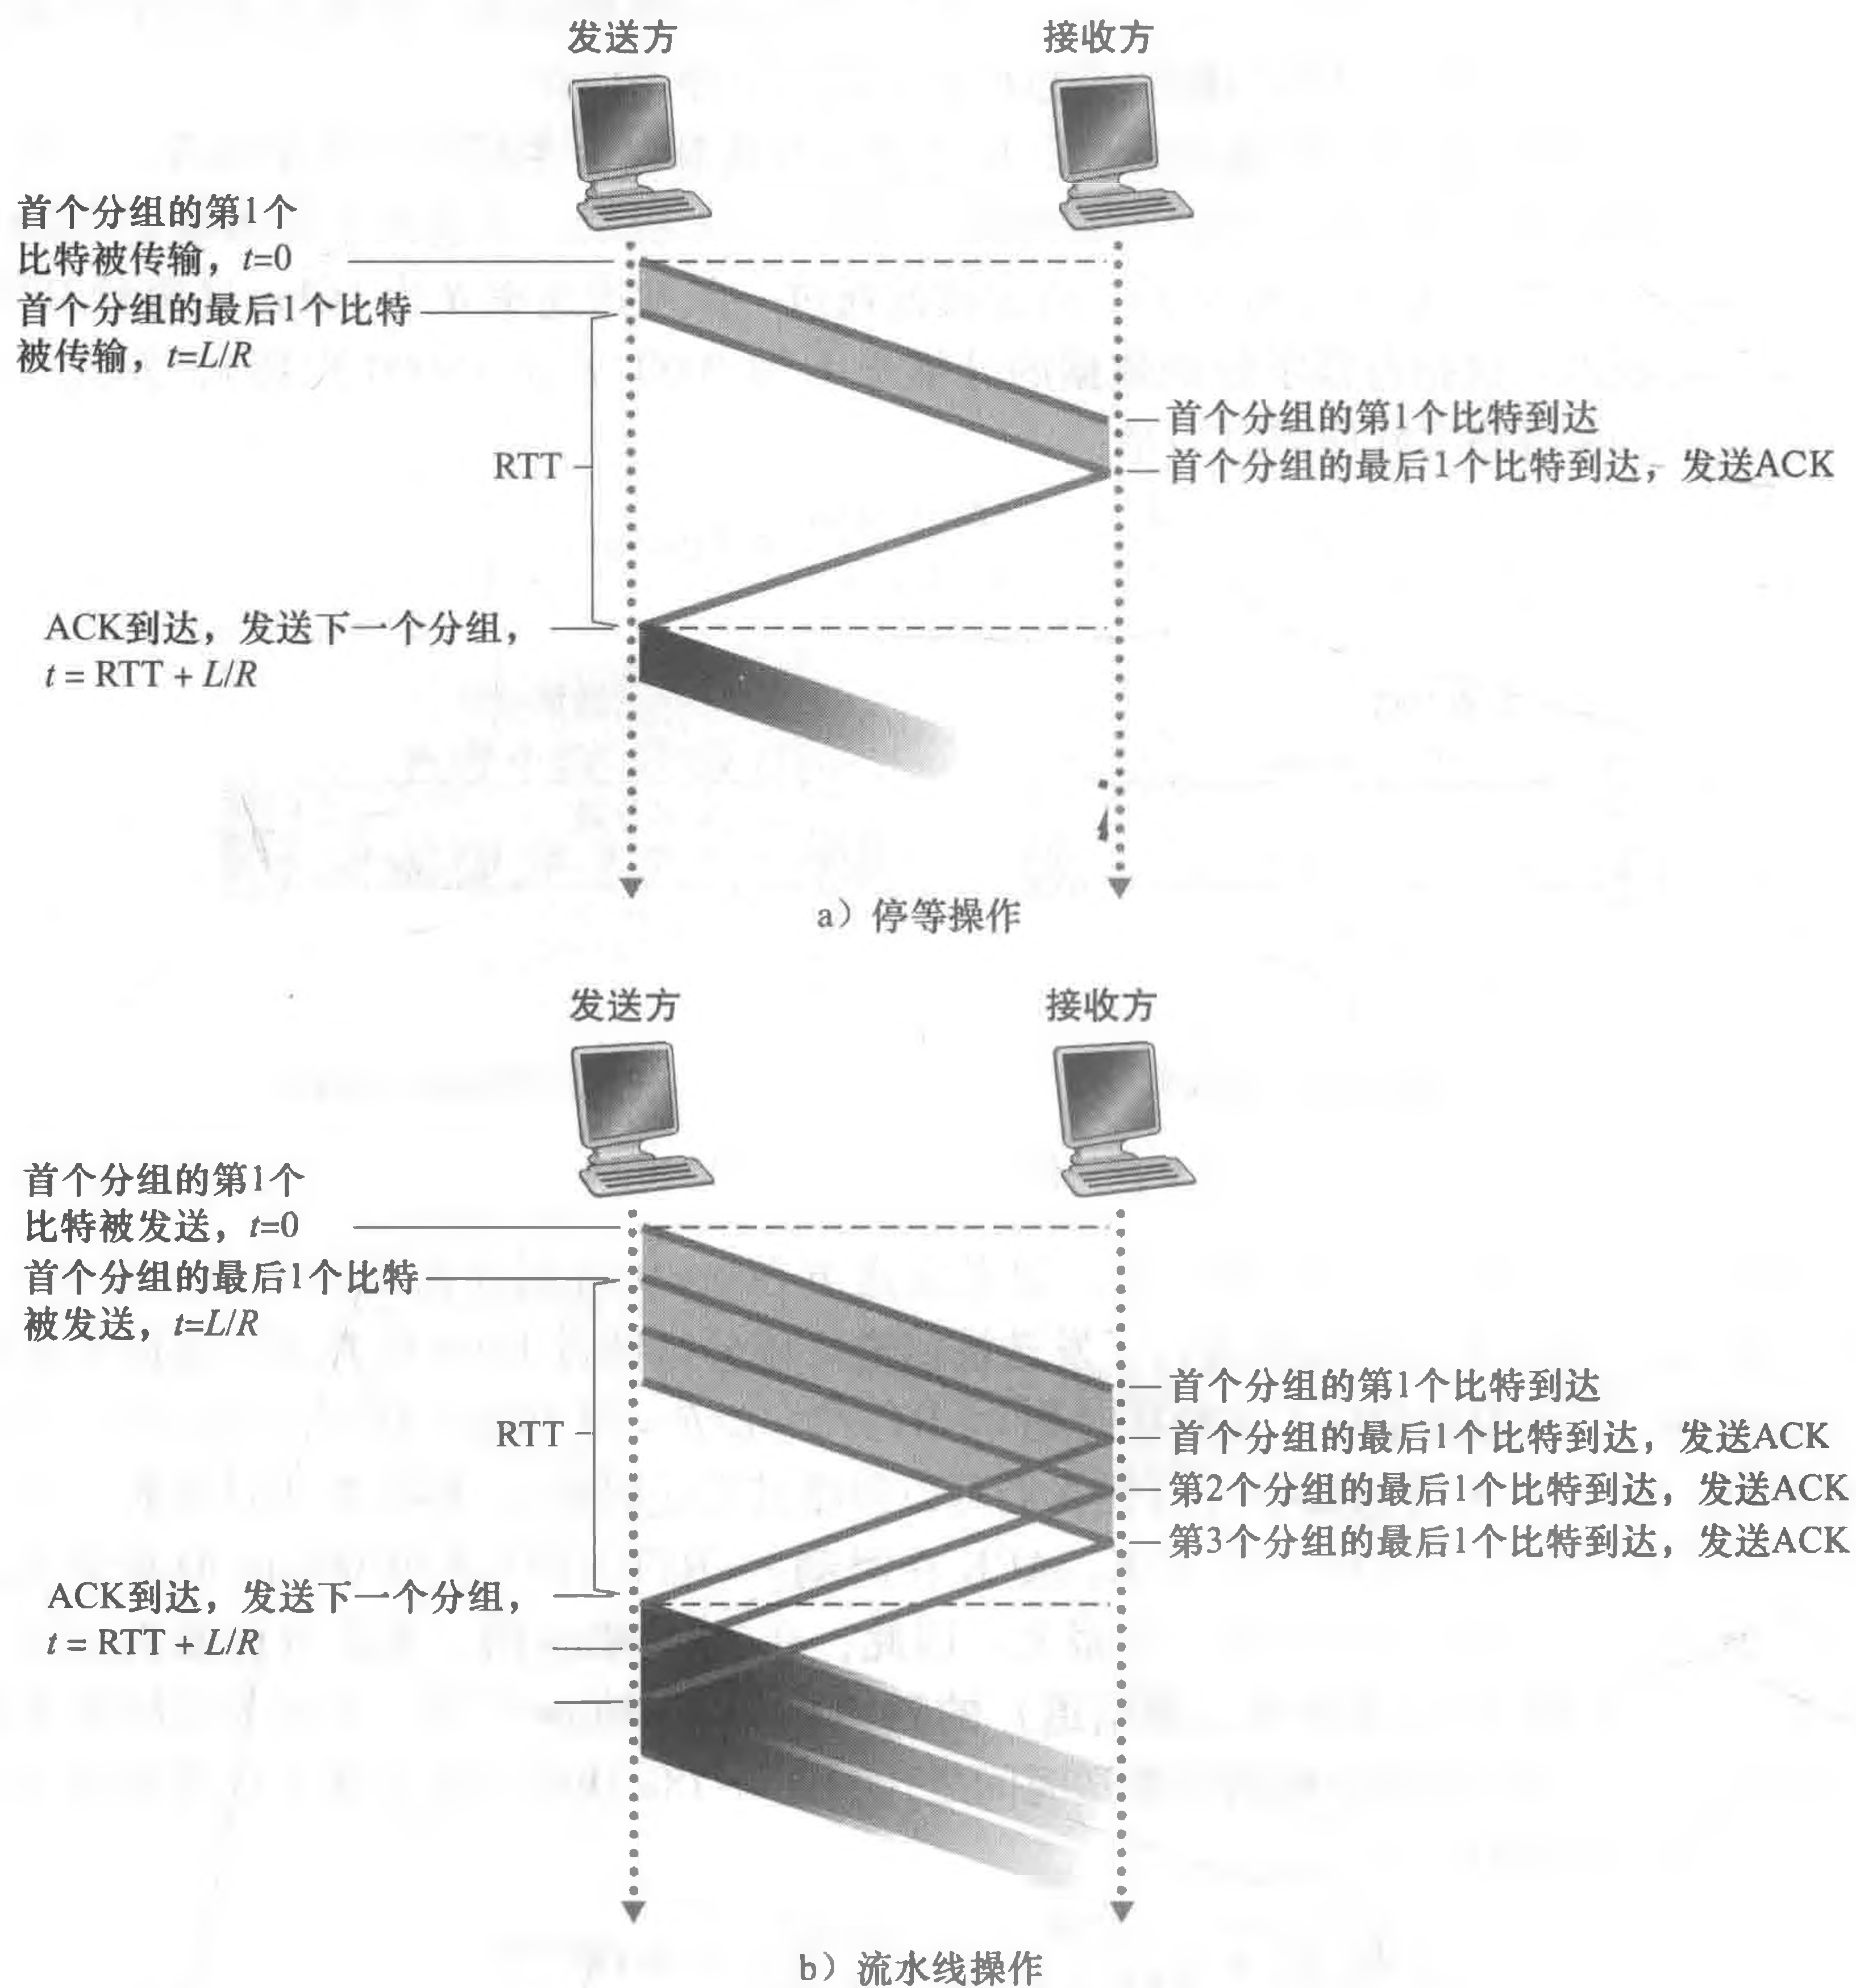 发送方
接收方
首个分组的第1个
比特被传输，t=0
首个分组的最后1个比特
被传输，t=L/R
首个分组的第1个比特到达
RTT
首个分组的最后1个比特到达，发送ACK
ACK到达，发送下一个分组，
t = RTT + L/R
a）停等操作
发送方
接收方
首个分组的第1个
比特被发送，t=0
首个分组的最后1个比特
被发送，t=L/R
首个分组的第1个比特到达
RTT
首个分组的最后1个比特到达，发送ACK
第2个分组的最后1个比特到达，发送ACK
第3个分组的最后1个比特到达，发送ACK
ACK到达，发送下一个分组，
t = RTT + L/R
b）流水线操作